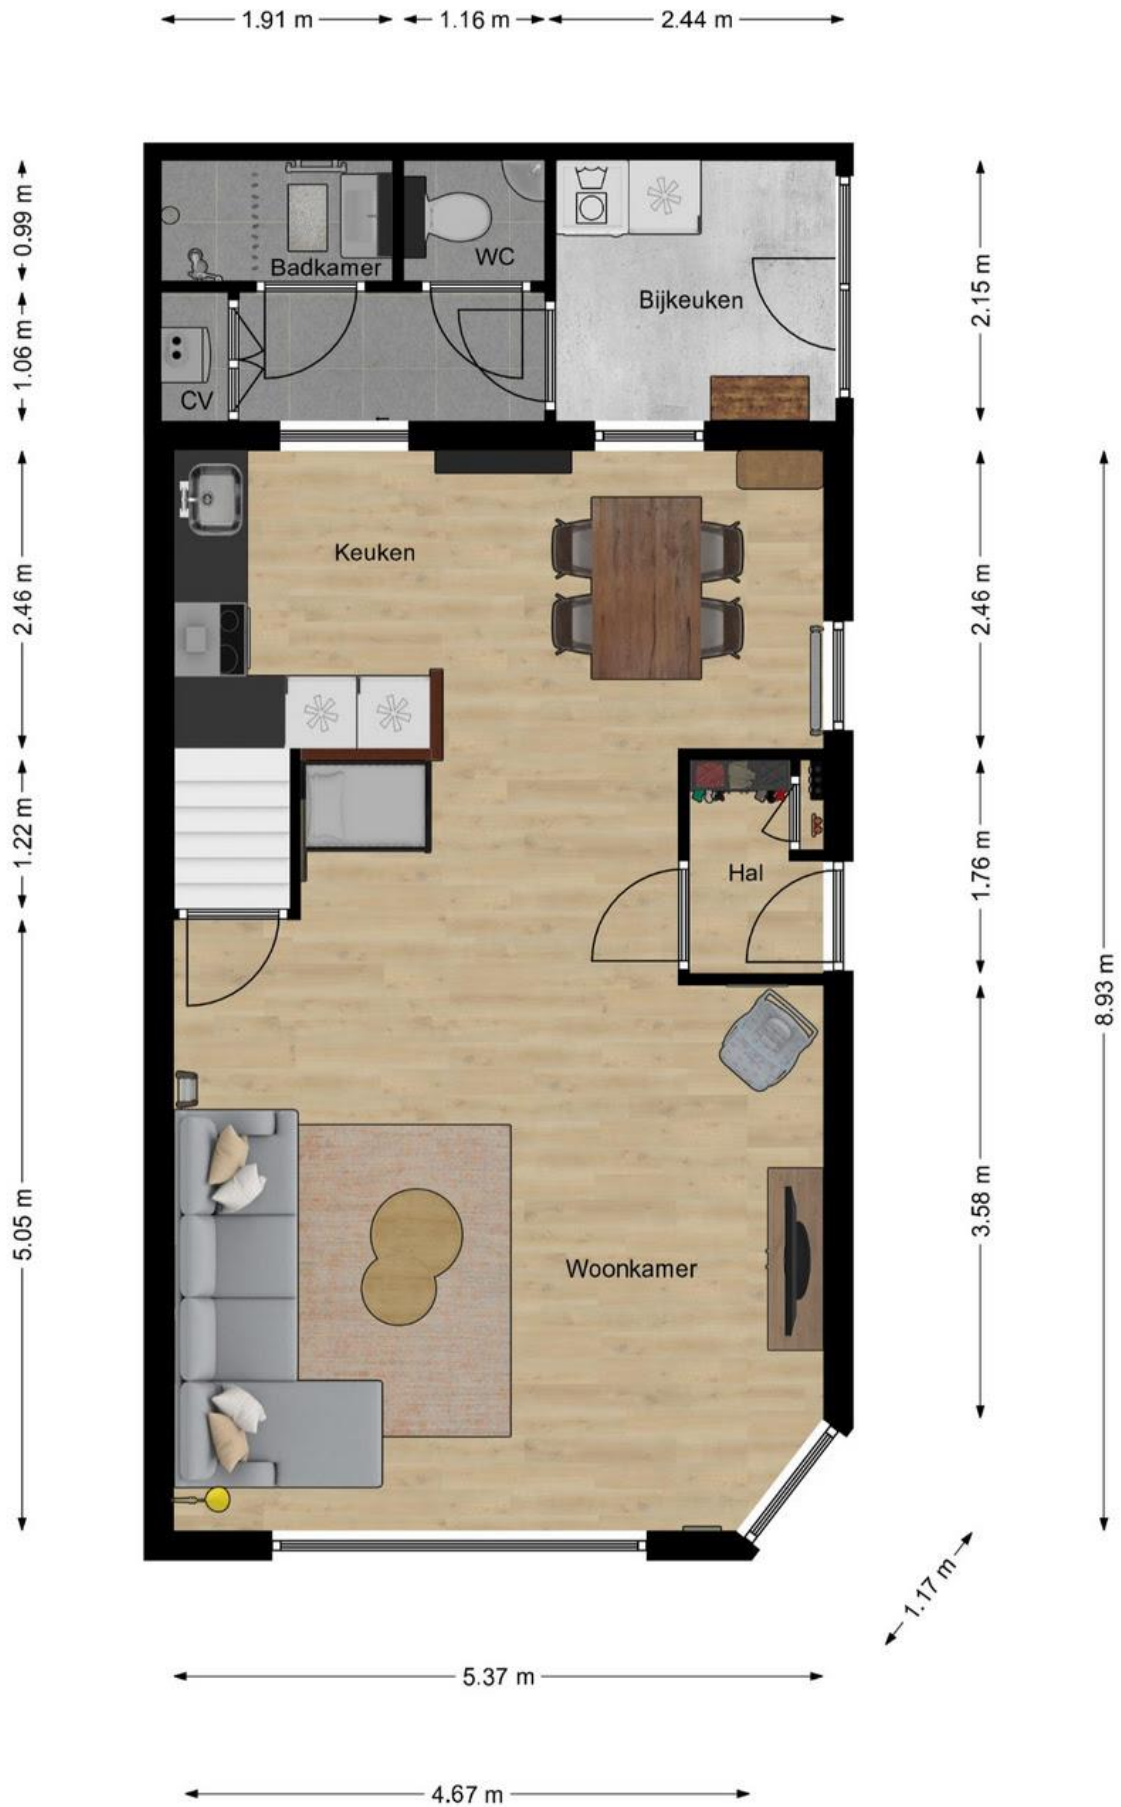 1.91 m
1.16 m
2.44 m
0.99 m
Badkamer
WC
Bijkeuken
2.15 m
1.06 m
CV
2.46 m
Keuken
2.46 m
1.22 m
Hal
1.76 m
8.93 m
5.05 m
Woonkamer
3.58 m
1.17 m
5.37 m
4.67 m